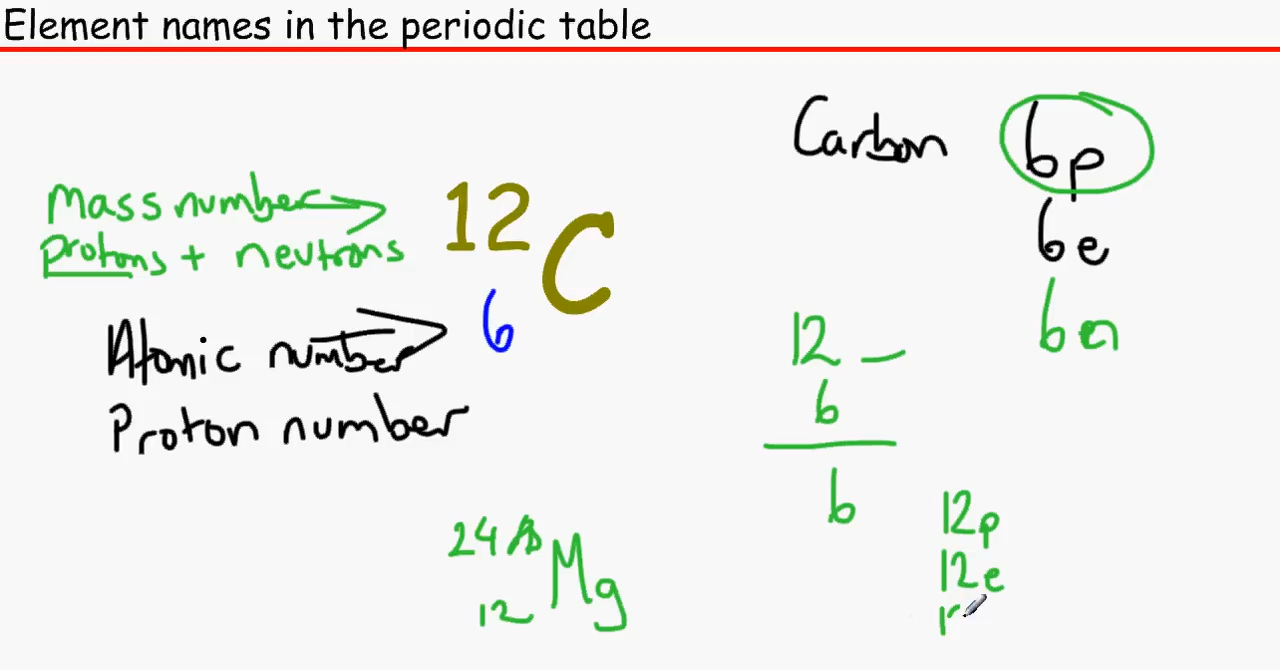 Element names in the periodic table
Carbon 6p
6e
6n
Mass number
protons + neutrons
12
C
6
Atomic number
Proton number
12 –
6
6
24
Mg
12
12p
12e
1